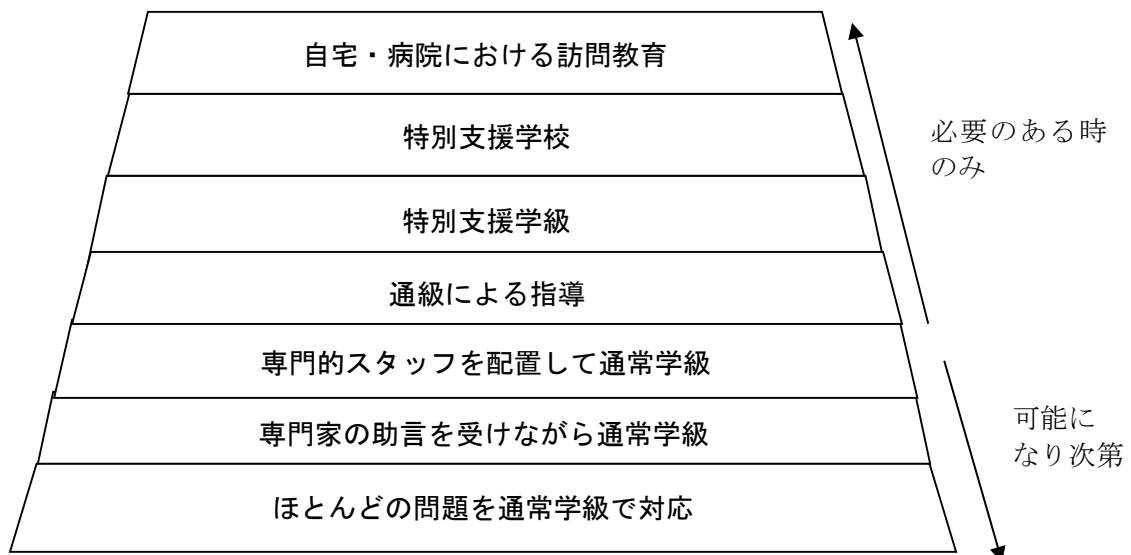 自宅・病院における訪問教育
特別支援学校
特別支援学級
通級による指導
専門的スタッフを配置して通常学級
専門家の助言を受けながら通常学級
ほとんどの問題を通常学級で対応
必要のある時
のみ
可能に
なり次第